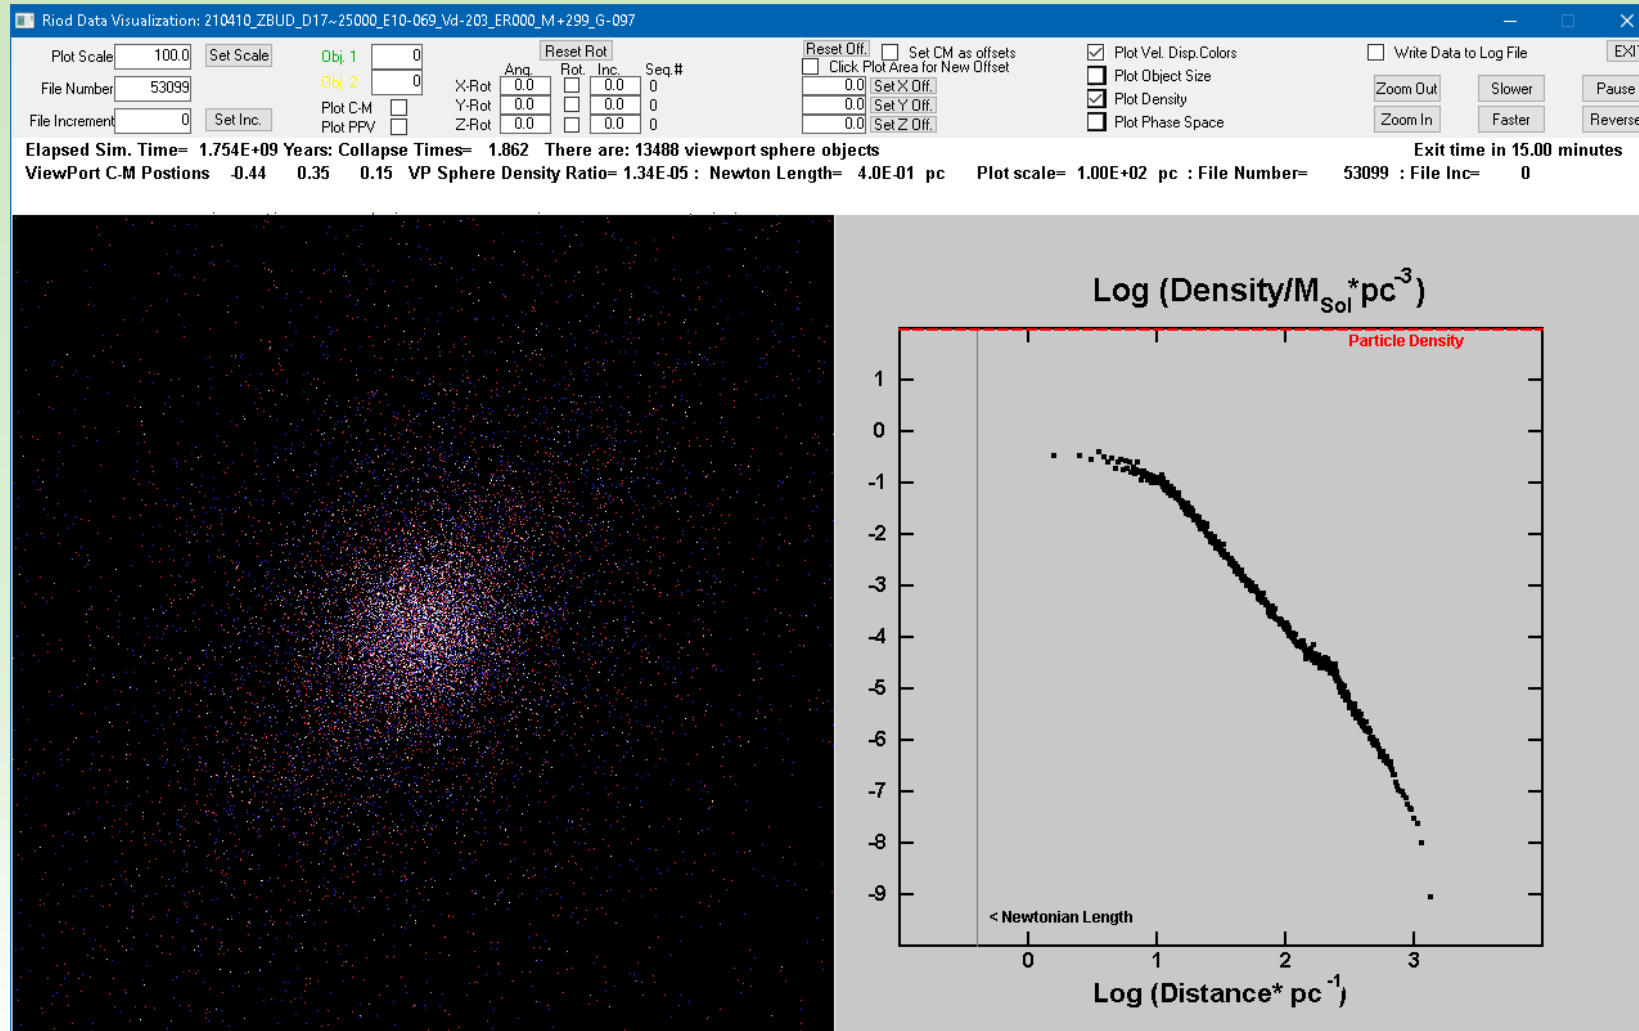 Riod Data Visualization: 210410_ZBUD_D17~25000_E10-069_Vd-203_ER000_M+299_G-097
Plot Scale 100.0 Set Scale
File Number 53099
File Increment 0 Set Inc.
Obj. 1 0
Obj. 2 0
Plot C-M
Plot PPV
Reset Rot
Ang. Rot. Inc. Seq.#
X-Rot 0.0 0.0 0
Y-Rot 0.0 0.0 0
Z-Rot 0.0 0.0 0
Reset Off. Set CM as offsets
Click Plot Area for New Offset
0.0 Set X Off.
0.0 Set Y Off.
0.0 Set Z Off.
Plot Vel. Disp.Colors
Plot Object Size
Plot Density
Plot Phase Space
Write Data to Log File EXIT
Zoom Out Slower Pause
Zoom In Faster Reverse
Elapsed Sim. Time= 1.754E+09 Years: Collapse Times= 1.862 There are: 13488 viewport sphere objects Exit time in 15.00 minutes
ViewPort C-M Postions -0.44 0.35 0.15 VP Sphere Density Ratio= 1.34E-05 : Newton Length= 4.0E-01 pc Plot scale= 1.00E+02 pc : File Number= 53099 : File Inc= 0
Log (Density/M_Sol*pc^-3)
Particle Density
1
0
-1
-2
-3
-4
-5
-6
-7
-8
-9
< Newtonian Length
0 1 2 3
Log (Distance* pc^-1)